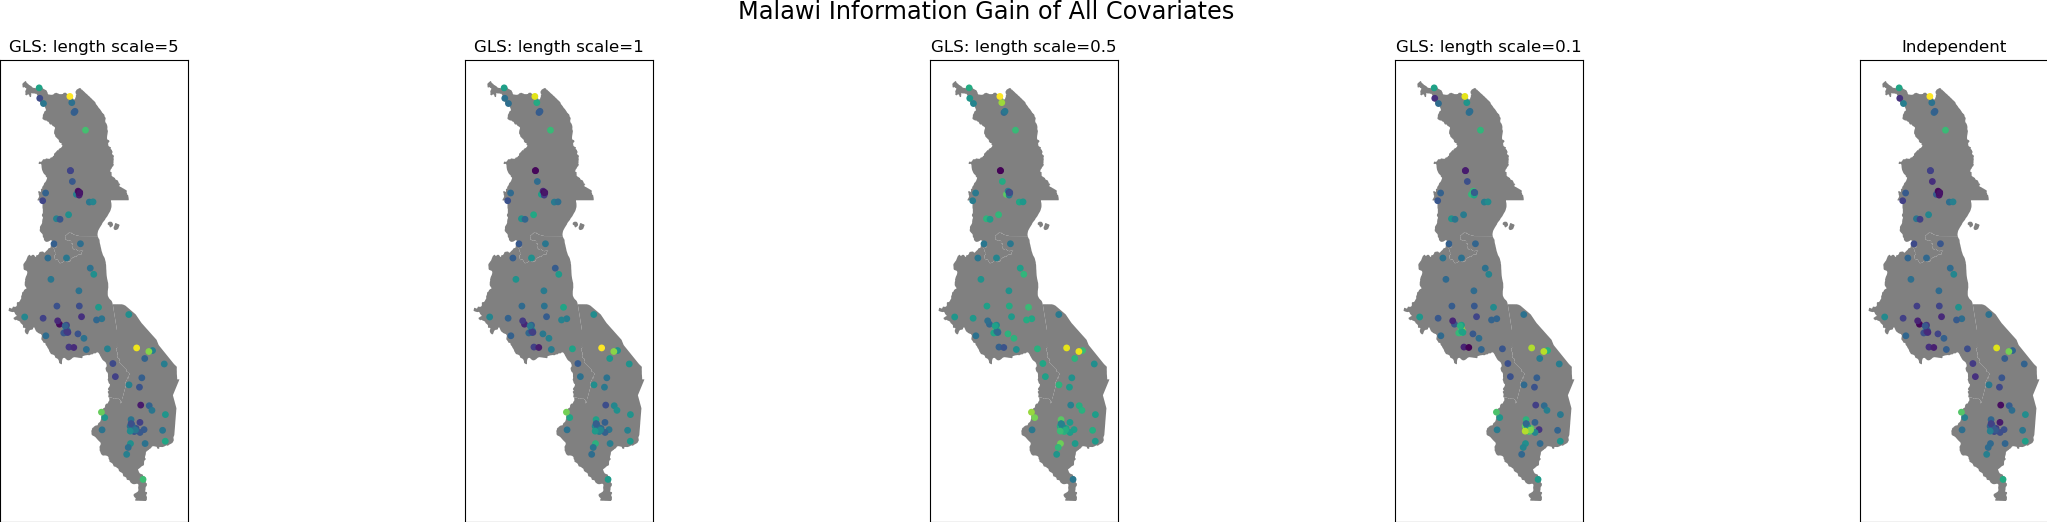 Malawi Information Gain of All Covariates
GLS: length scale=5
GLS: length scale=1
GLS: length scale=0.5
GLS: length scale=0.1
Independent